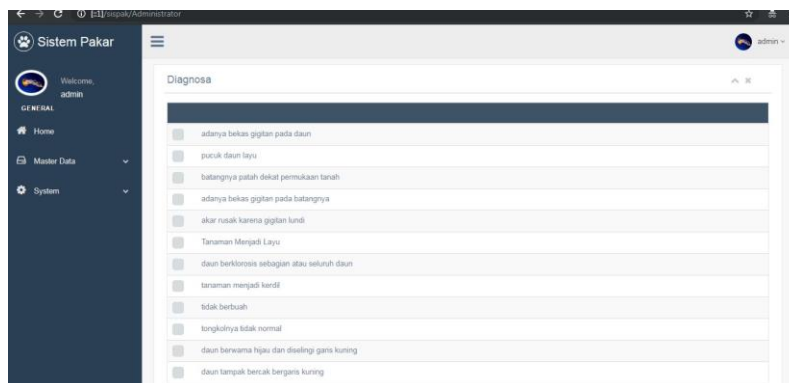 [::1]/sispak/Administrator
Sistem Pakar
admin
Welcome,
admin
GENERAL
Home
Master Data
System
Diagnosa
adanya bekas gigitan pada daun
pucuk daun layu
batangnya patah dekat permukaan tanah
adanya bekas gigitan pada batangnya
akar rusak karena gigitan lundi
Tanaman Menjadi Layu
daun berklorosis sebagian atau seluruh daun
tanaman menjadi kerdil
tidak berbuah
tongkolnya tidak normal
daun berwarna hijau dan diselingi garis kuning
daun tampak bercak bergaris kuning